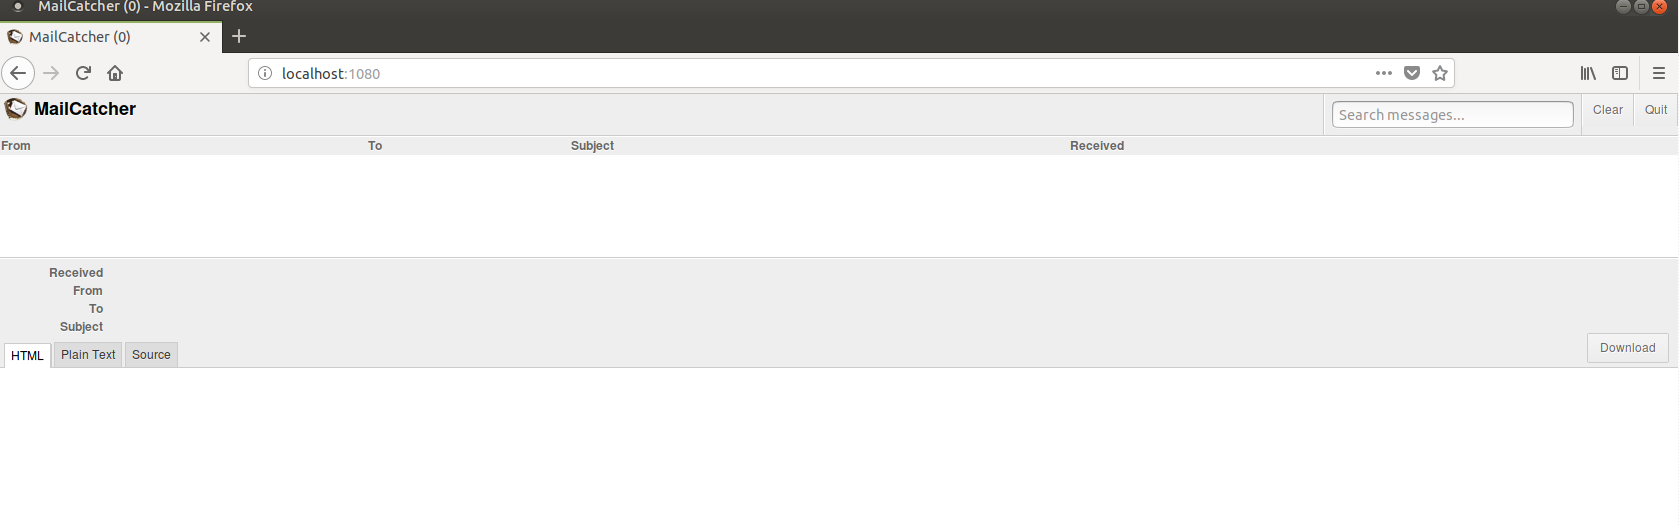 MailCatcher (0) - Mozilla Firefox
MailCatcher (0)
localhost:1080
MailCatcher
Search messages...
Clear
Quit
From To Subject Received
Received
From
To
Subject
HTML Plain Text Source
Download